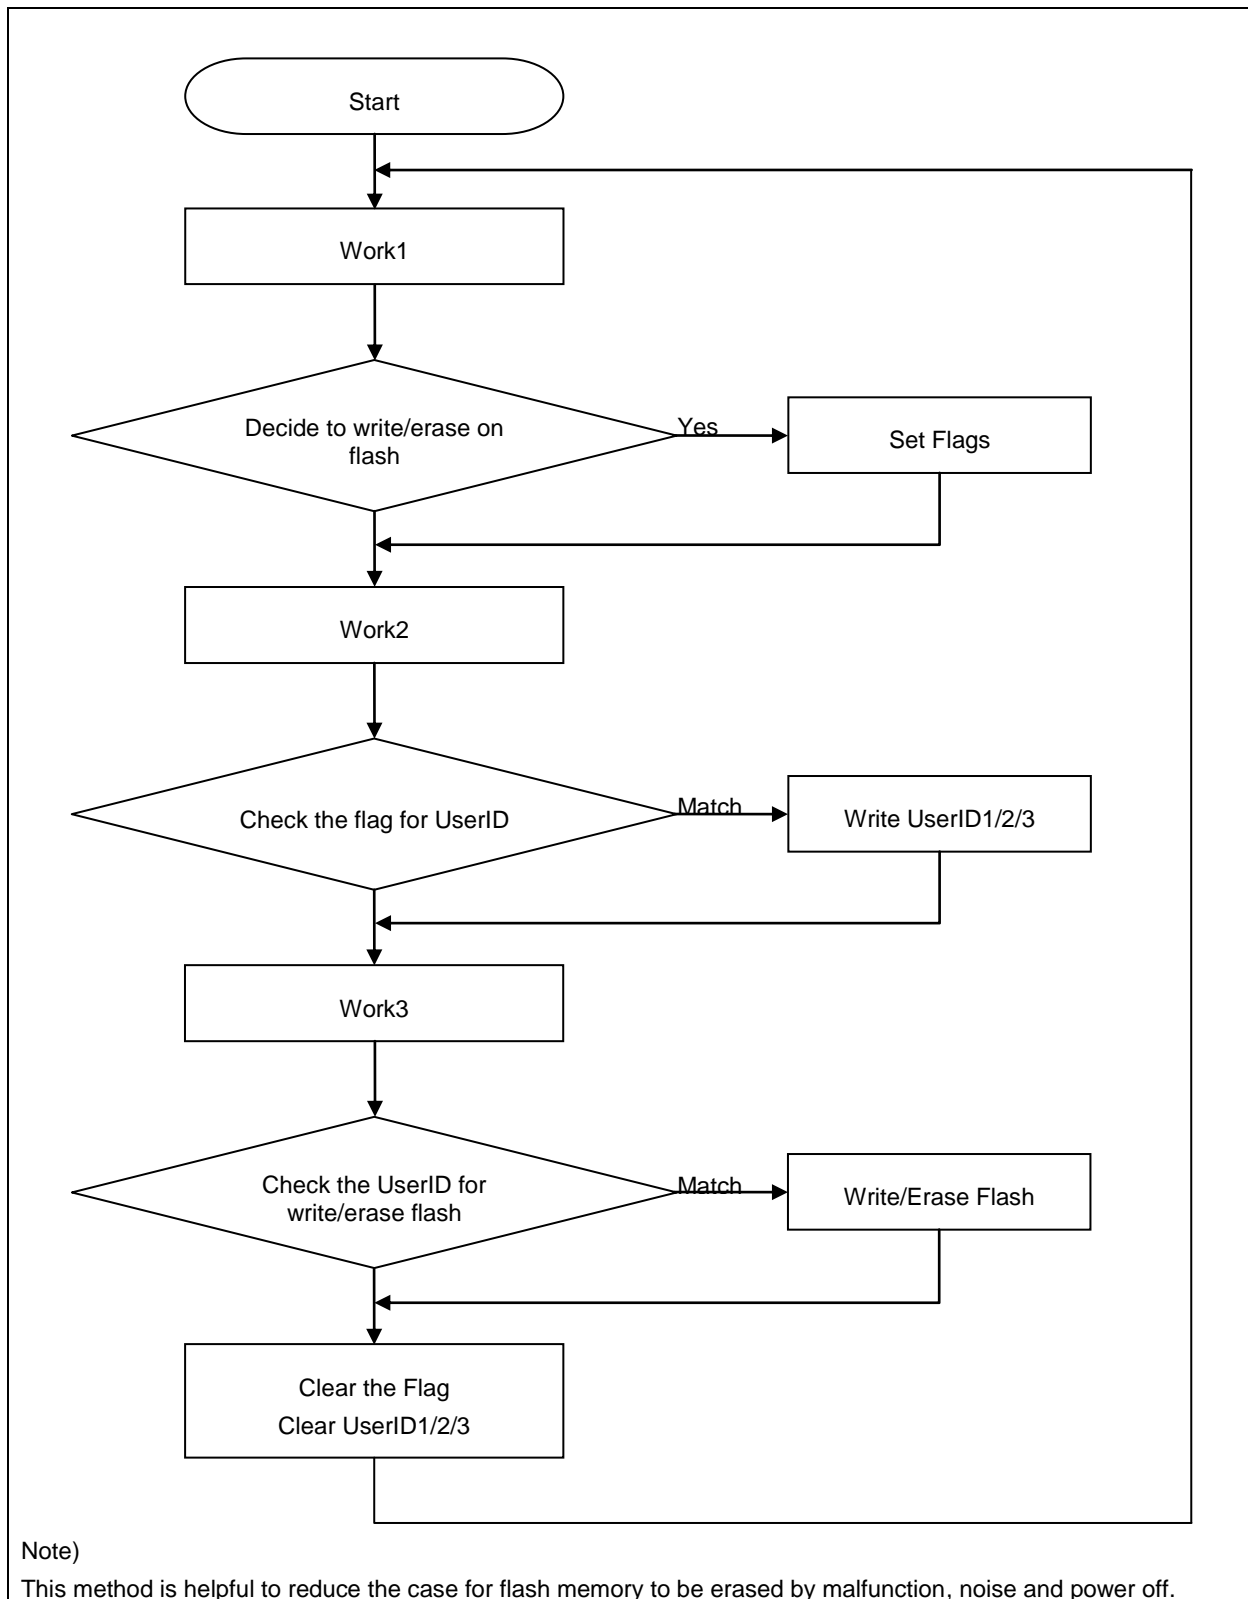 Start
Work1
Decide to write/erase on
flash
Yes
Set Flags
Work2
Check the flag for UserID
Match
Write UserID1/2/3
Work3
Check the UserID for
write/erase flash
Match
Write/Erase Flash
Clear the Flag
Clear UserID1/2/3
Note)
This method is helpful to reduce the case for flash memory to be erased by malfunction, noise and power off.